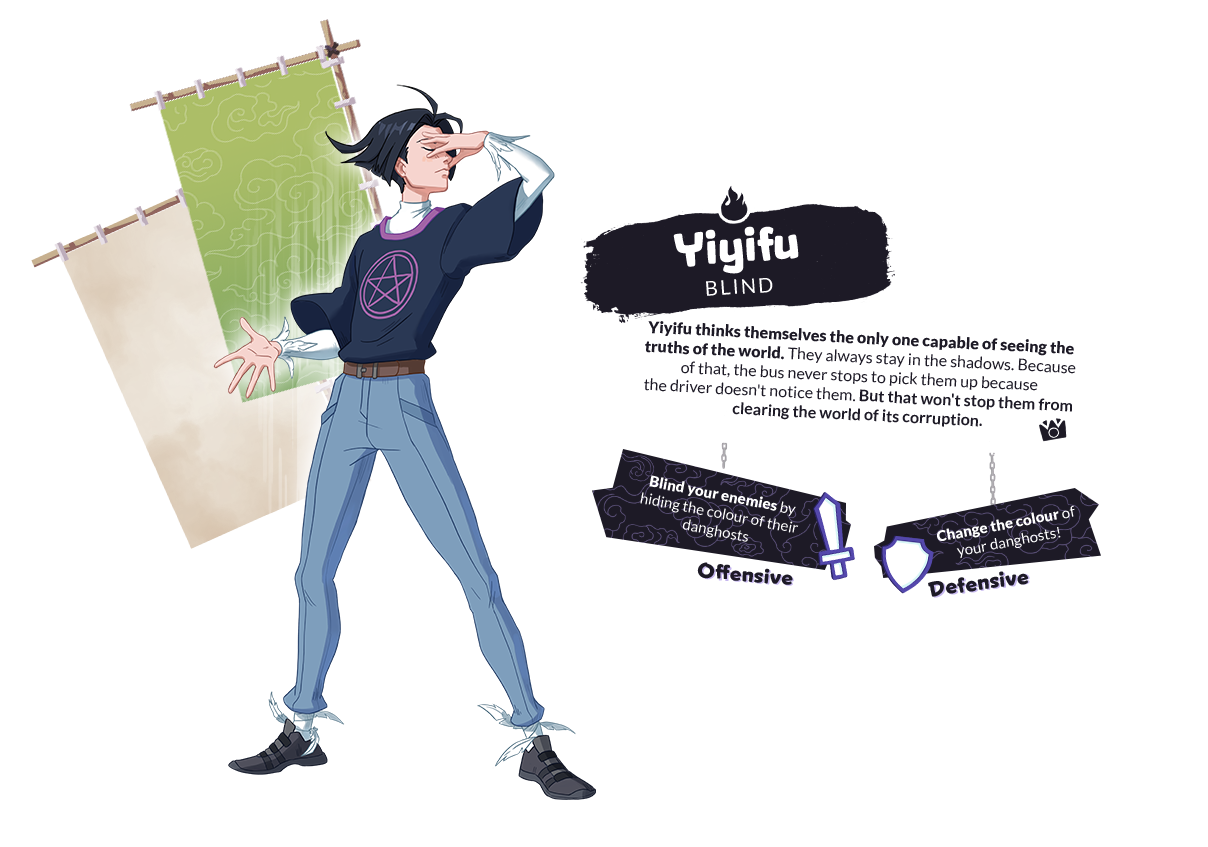 Yiyifu
BLIND
Yiyifu thinks themselves the only one capable of seeing the
truths of the world. They always stay in the shadows. Because
of that, the bus never stops to pick them up because
the driver doesn't notice them. But that won't stop them from
clearing the world of its corruption.
Blind your enemies by
hiding the colour of their
danghosts
Offensive
Change the colour of
your danghosts!
Defensive